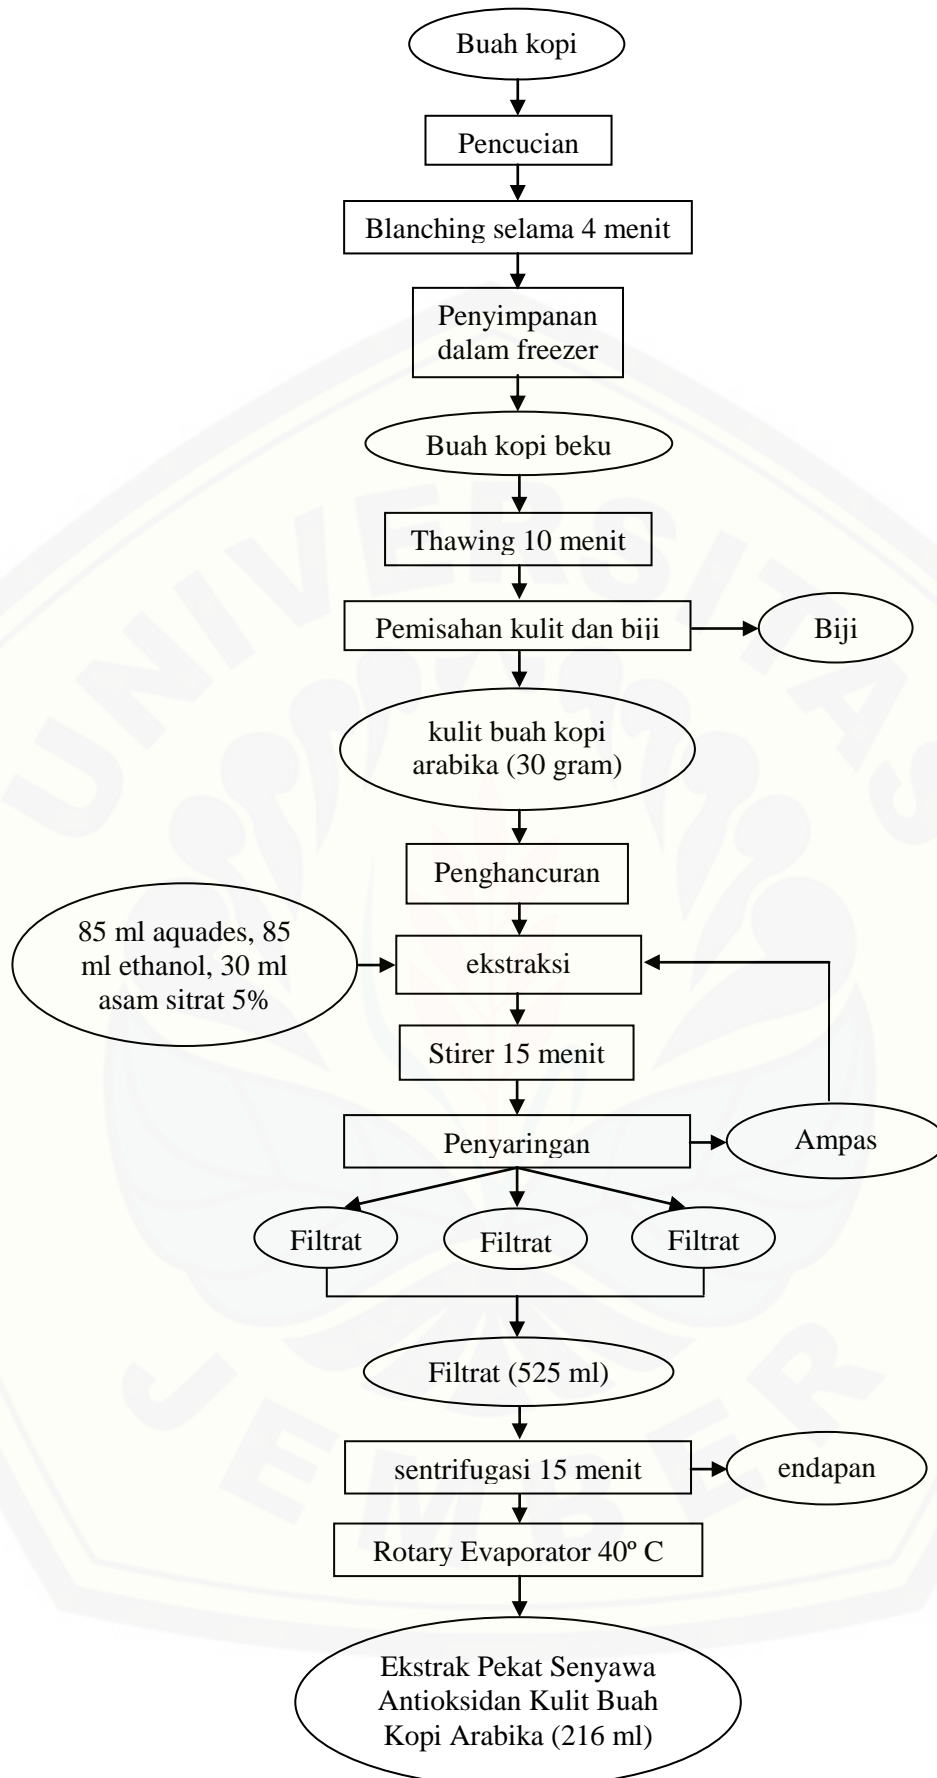 Buah kopi
Pencucian
Blanching selama 4 menit
Penyimpanan
dalam freezer
Buah kopi beku
Thawing 10 menit
Pemisahan kulit dan biji
Biji
kulit buah kopi
arabika (30 gram)
Penghancuran
85 ml aquades, 85
ml ethanol, 30 ml
asam sitrat 5%
ekstraksi
Stirer 15 menit
Penyaringan
Ampas
Filtrat
Filtrat
Filtrat
Filtrat (525 ml)
sentrifugasi 15 menit
endapan
Rotary Evaporator 40º C
Ekstrak Pekat Senyawa
Antioksidan Kulit Buah
Kopi Arabika (216 ml)
UNIVERSITAS
JEMBER